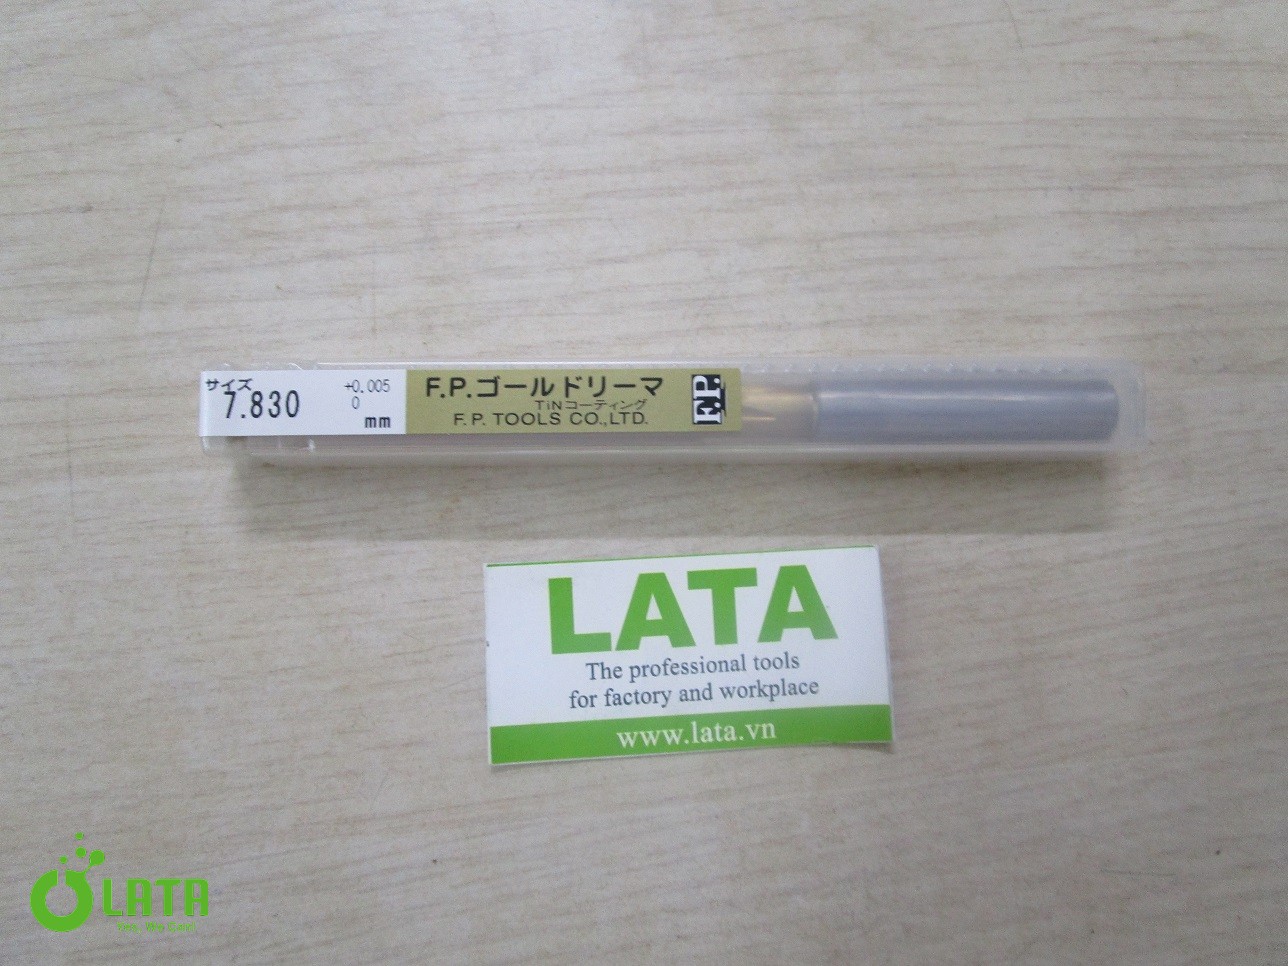 サイズ
7.830
+0.005
0
mm
F.P.ゴールドリーマ
TiNコーティング
F.P. TOOLS CO.,LTD.
F.P.
LATA
The professional tools
for factory and workplace
www.lata.vn
LATA